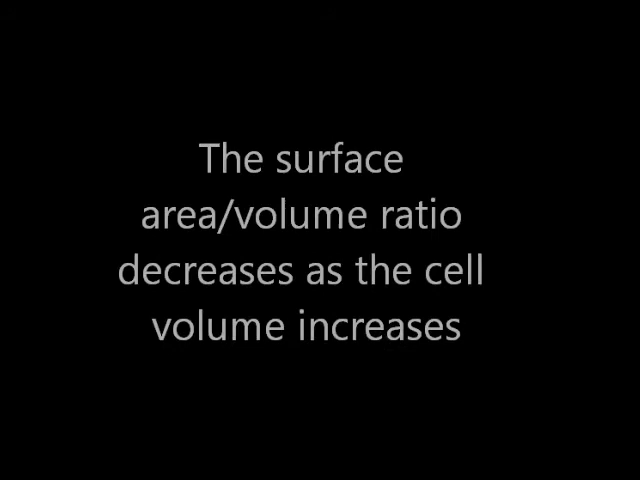 The surface
area/volume ratio
decreases as the cell
volume increases